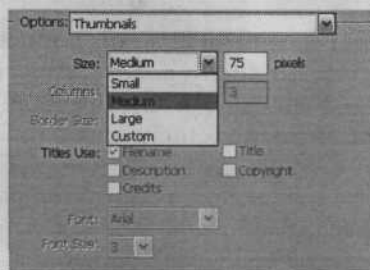 Options: Thumbnails
Size: Medium 75 pixels
Small
Columns: Medium 3
Large
Border Size:
Custom
Titles Use: Filename Title
Description Copyright
Credits
Font: Arial
Font Size: 3